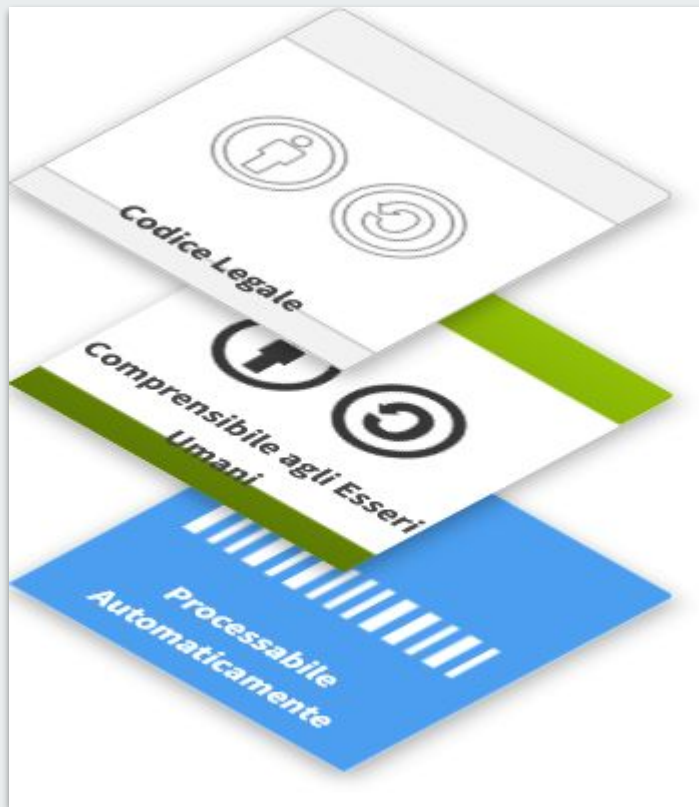 Codice Legale
Comprensibile agli Esseri
Umani
Processabile
Automaticamente